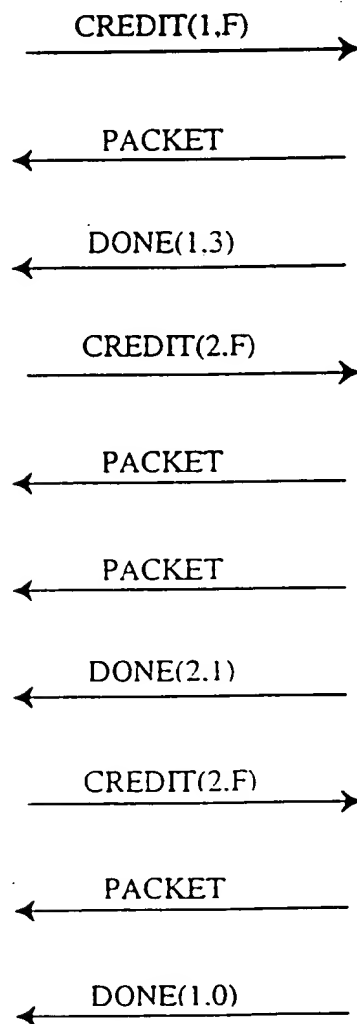 CREDIT(1,F)
PACKET
DONE(1.3)
CREDIT(2.F)
PACKET
PACKET
DONE(2.1)
CREDIT(2.F)
PACKET
DONE(1.0)